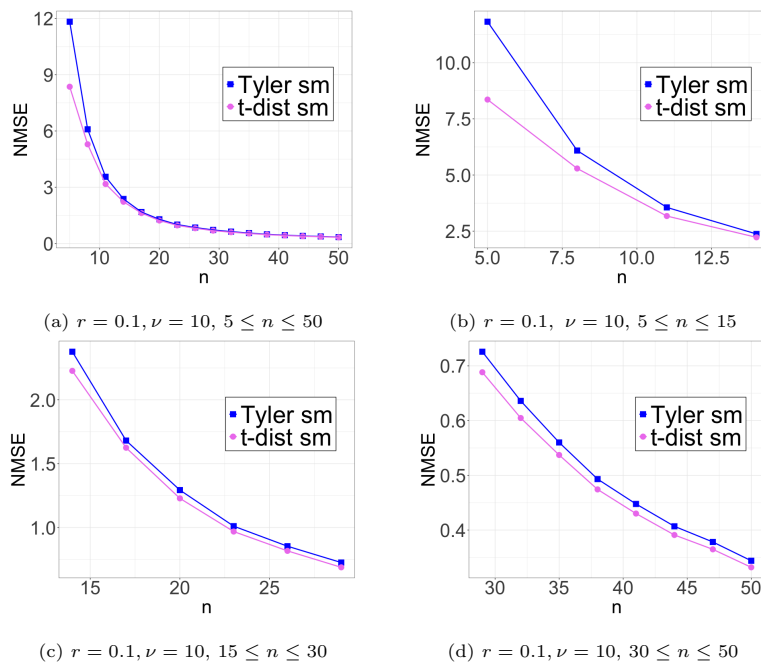 12
9
6
3
0
NMSE
Tyler sm
t-dist sm
10 20 30 40 50
n
(a) r = 0.1, ν = 10, 5 ≤ n ≤ 50
10.0
7.5
5.0
2.5
NMSE
Tyler sm
t-dist sm
5.0 7.5 10.0 12.5
n
(b) r = 0.1, ν = 10, 5 ≤ n ≤ 15
2.0
1.5
1.0
NMSE
Tyler sm
t-dist sm
15 20 25
n
(c) r = 0.1, ν = 10, 15 ≤ n ≤ 30
0.7
0.6
0.5
0.4
NMSE
Tyler sm
t-dist sm
30 35 40 45 50
n
(d) r = 0.1, ν = 10, 30 ≤ n ≤ 50